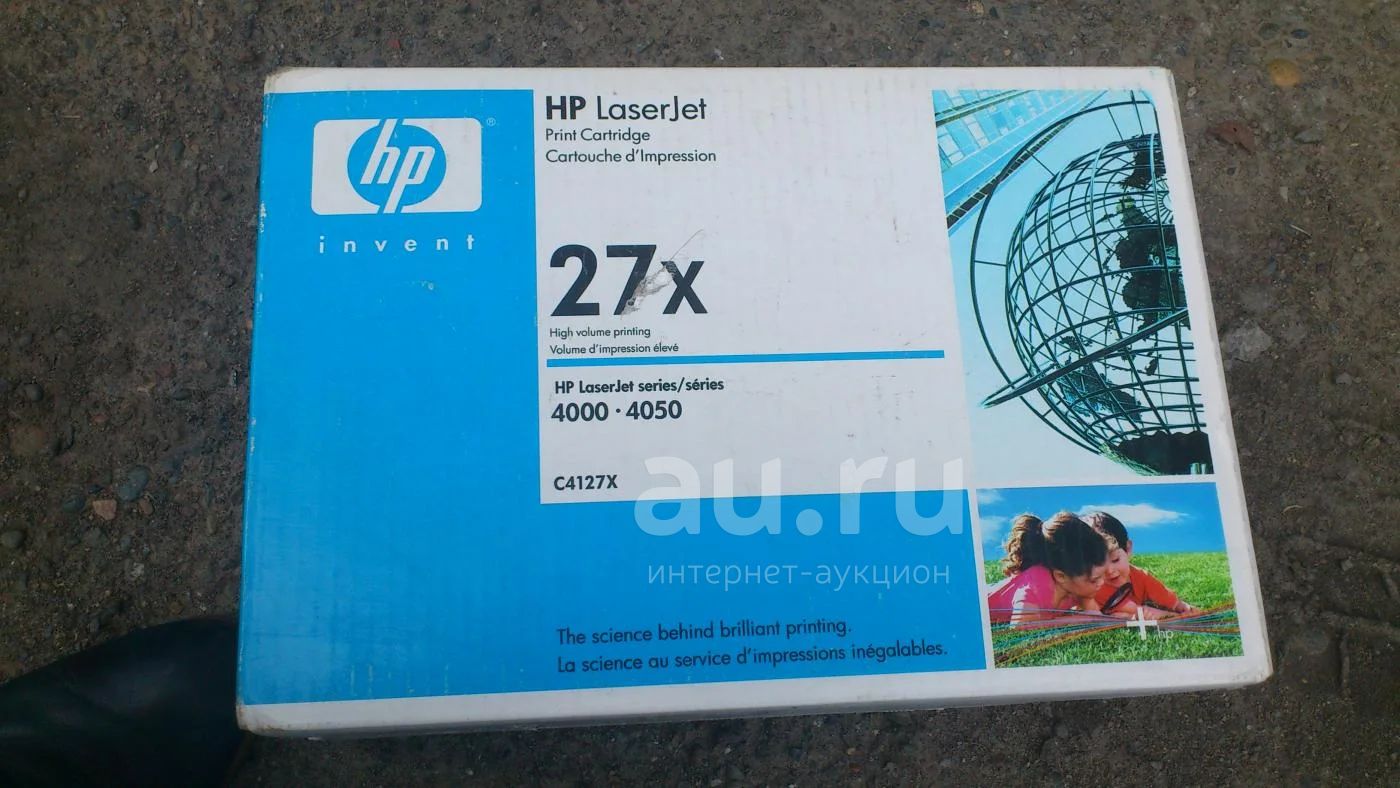 hp
®
invent
HP LaserJet
Print Cartridge
Cartouche d'Impression
27x
High volume printing
Volume d'impression élevé
HP LaserJet series/séries
4000 · 4050
C4127X
au.ru
интернет-аукцион
The science behind brilliant printing.
La science au service d'impressions inégalables.
+hp